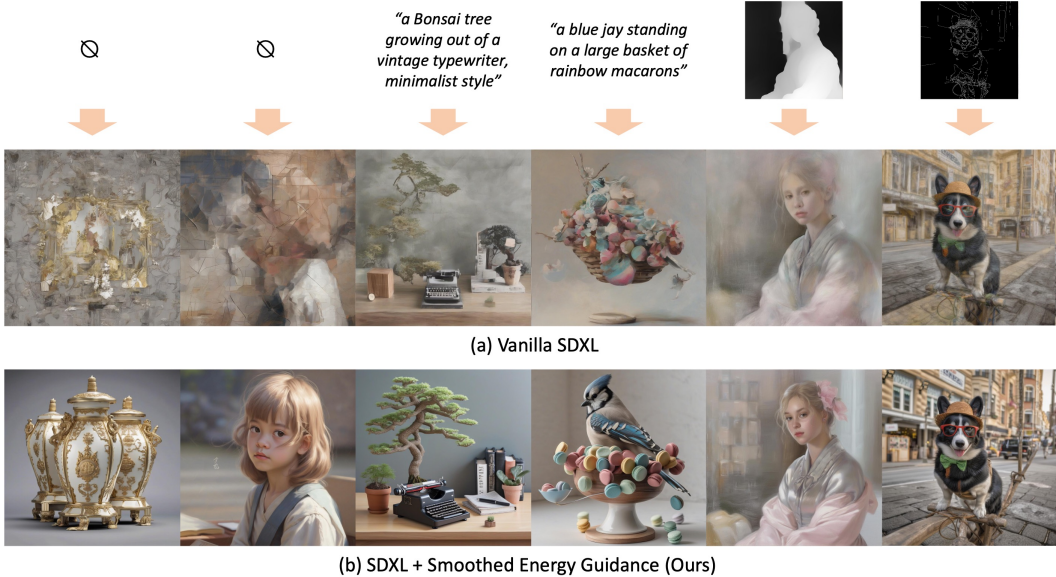 ∅
∅
“a Bonsai tree
growing out of a
vintage typewriter,
minimalist style”
“a blue jay standing
on a large basket of
rainbow macarons”
(a) Vanilla SDXL
(b) SDXL + Smoothed Energy Guidance (Ours)